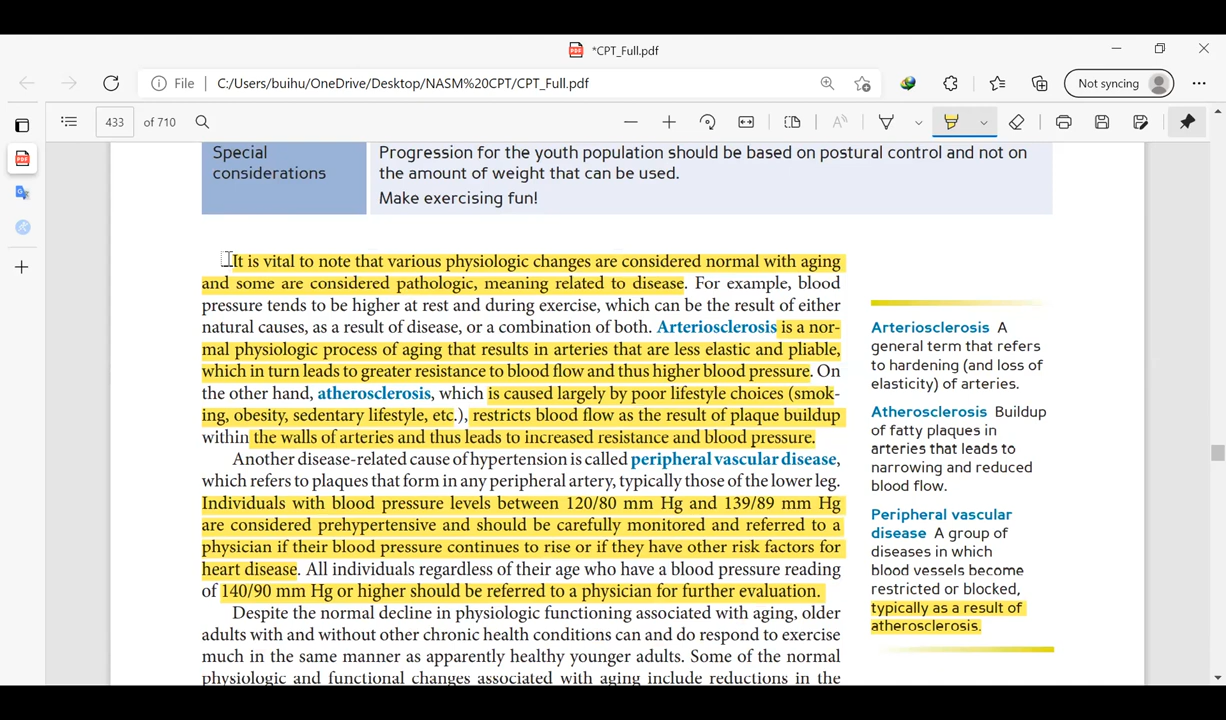 *CPT_Full.pdf
File | C:/Users/buihu/OneDrive/Desktop/NASM%20CPT/CPT_Full.pdf
Not syncing
433 of 710
Special
considerations
Progression for the youth population should be based on postural control and not on
the amount of weight that can be used.
Make exercising fun!
It is vital to note that various physiologic changes are considered normal with aging
and some are considered pathologic, meaning related to disease. For example, blood
pressure tends to be higher at rest and during exercise, which can be the result of either
natural causes, as a result of disease, or a combination of both. Arteriosclerosis is a nor-
mal physiologic process of aging that results in arteries that are less elastic and pliable,
which in turn leads to greater resistance to blood flow and thus higher blood pressure. On
the other hand, atherosclerosis, which is caused largely by poor lifestyle choices (smok-
ing, obesity, sedentary lifestyle, etc.), restricts blood flow as the result of plaque buildup
within the walls of arteries and thus leads to increased resistance and blood pressure.
Another disease-related cause of hypertension is called peripheral vascular disease,
which refers to plaques that form in any peripheral artery, typically those of the lower leg.
Individuals with blood pressure levels between 120/80 mm Hg and 139/89 mm Hg
are considered prehypertensive and should be carefully monitored and referred to a
physician if their blood pressure continues to rise or if they have other risk factors for
heart disease. All individuals regardless of their age who have a blood pressure reading
of 140/90 mm Hg or higher should be referred to a physician for further evaluation.
Despite the normal decline in physiologic functioning associated with aging, older
adults with and without other chronic health conditions can and do respond to exercise
much in the same manner as apparently healthy younger adults. Some of the normal
physiologic and functional changes associated with aging include reductions in the
Arteriosclerosis A
general term that refers
to hardening (and loss of
elasticity) of arteries.
Atherosclerosis Buildup
of fatty plaques in
arteries that leads to
narrowing and reduced
blood flow.
Peripheral vascular
disease A group of
diseases in which
blood vessels become
restricted or blocked,
typically as a result of
atherosclerosis.